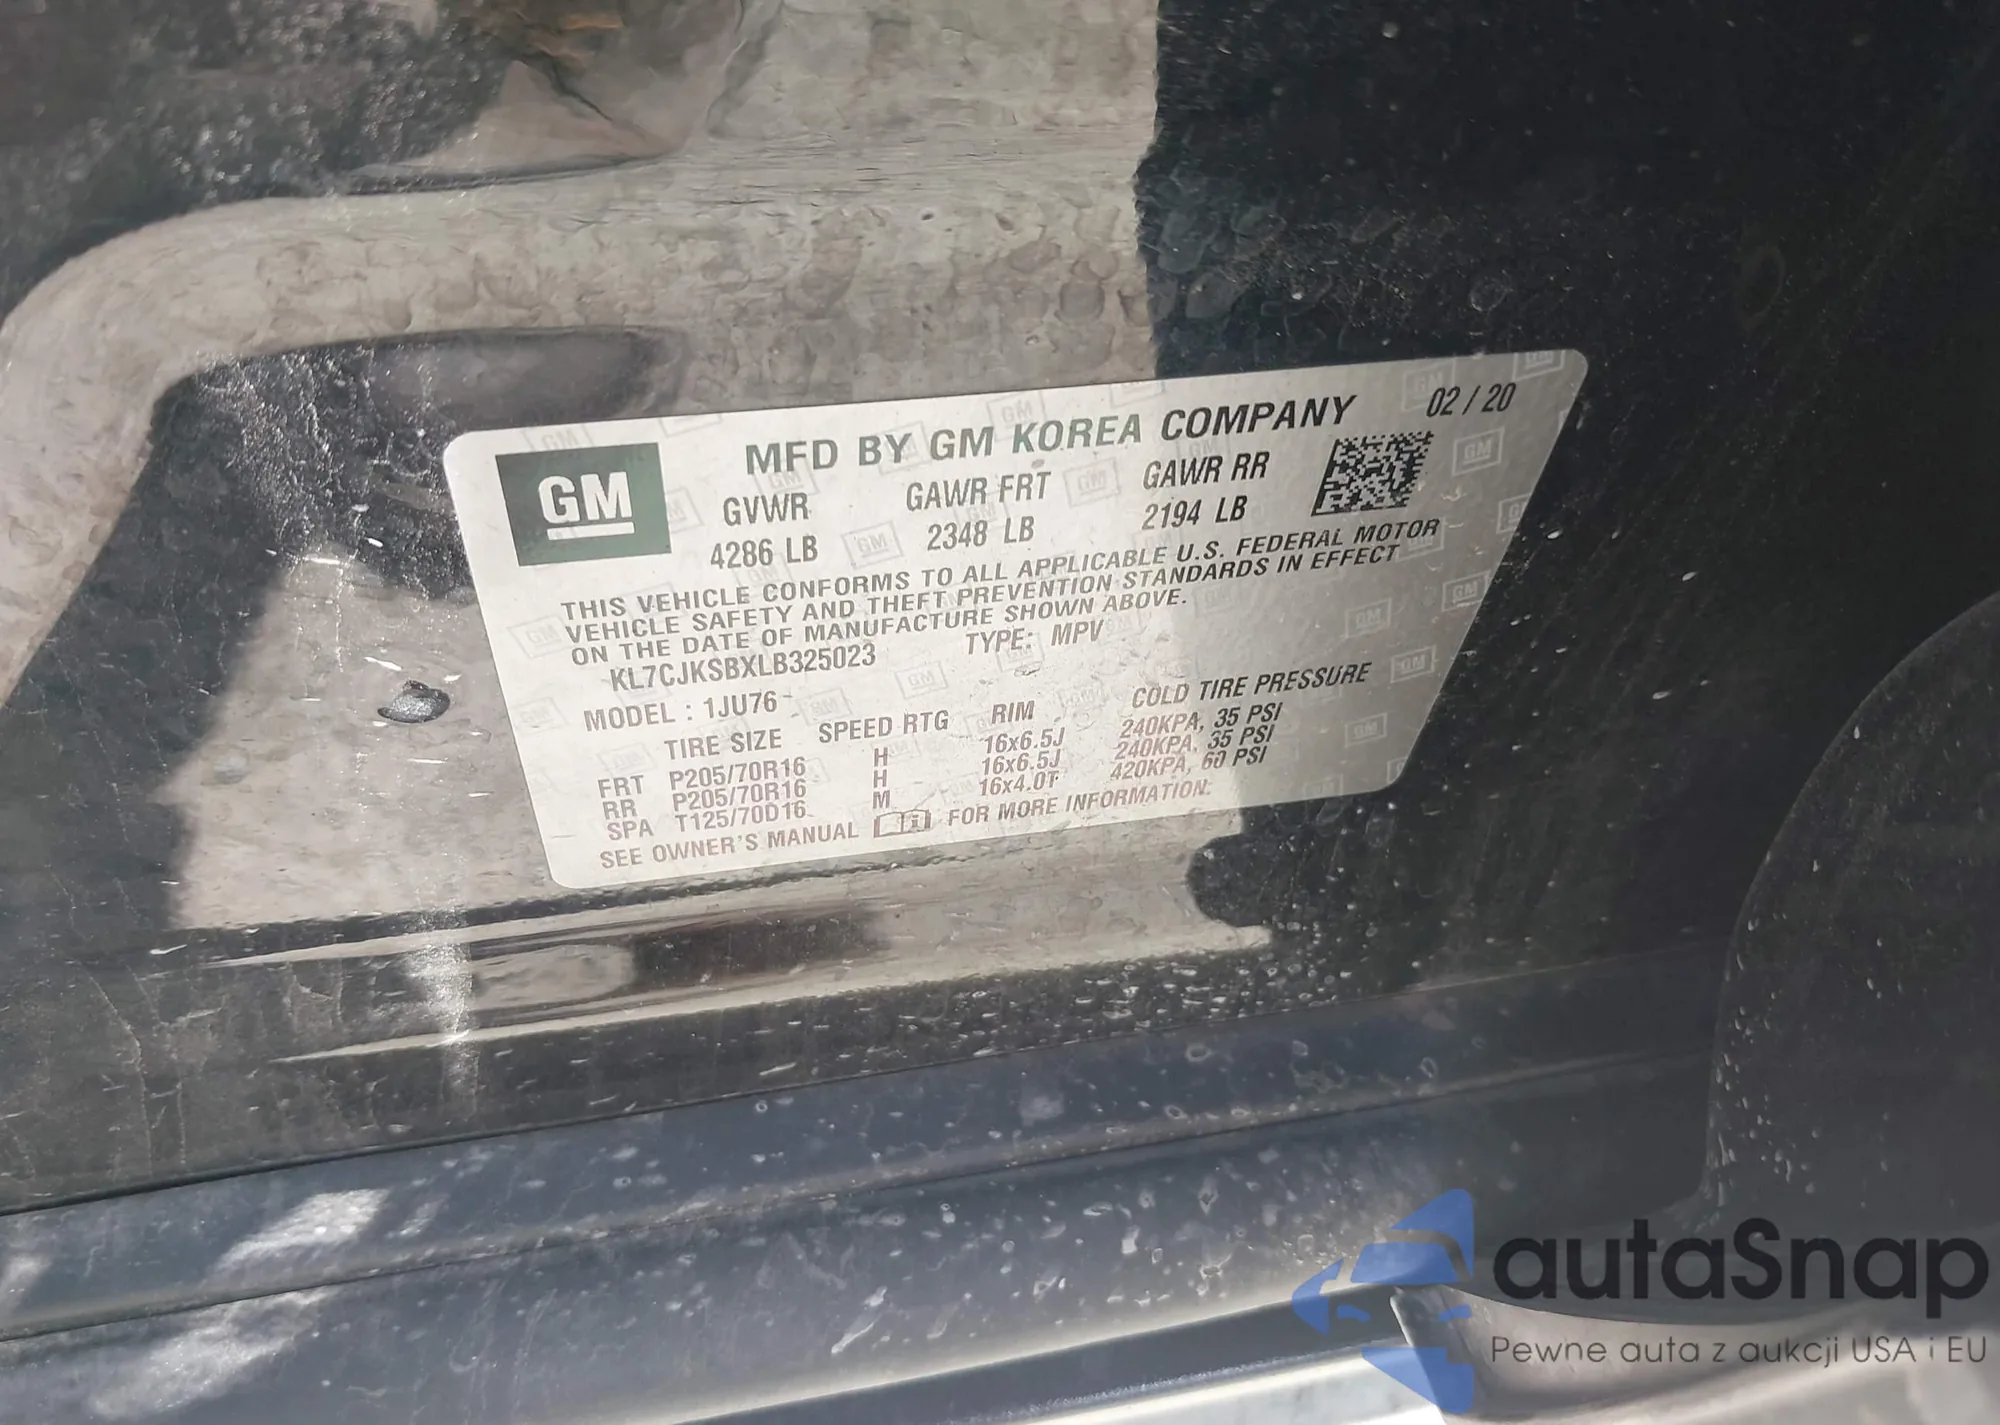 GM
MFD BY GM KOREA COMPANY 02 / 20
GVWR GAWR FRT GAWR RR
4286 LB 2348 LB 2194 LB
THIS VEHICLE CONFORMS TO ALL APPLICABLE U.S. FEDERAL MOTOR
VEHICLE SAFETY AND THEFT PREVENTION STANDARDS IN EFFECT
ON THE DATE OF MANUFACTURE SHOWN ABOVE.
KL7CJKSBXLB325023 TYPE: MPV
MODEL : 1JU76
TIRE SIZE SPEED RTG RIM COLD TIRE PRESSURE
FRT P205/70R16 H 16x6.5J 240KPA, 35 PSI
RR P205/70R16 H 16x6.5J 240KPA, 35 PSI
SPA T125/70D16 M 16x4.0T 420KPA, 60 PSI
SEE OWNER'S MANUAL FOR MORE INFORMATION.
autaSnap
Pewne auta z aukcji USA i EU